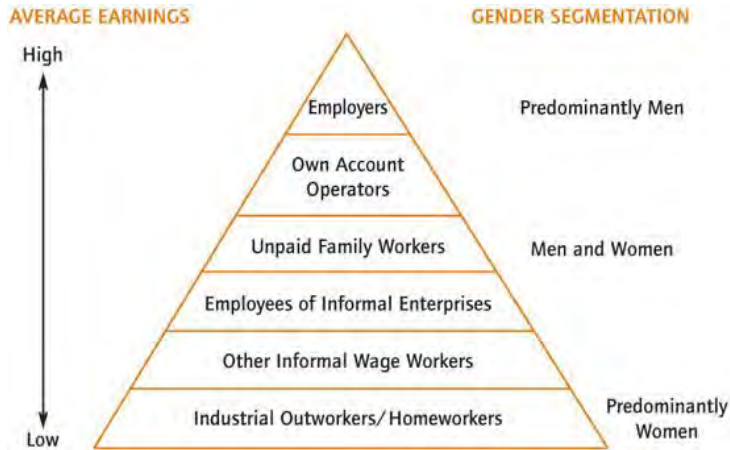 AVERAGE EARNINGS
GENDER SEGMENTATION
High
Employers
Predominantly Men
Own Account
Operators
Unpaid Family Workers
Men and Women
Employees of Informal Enterprises
Other Informal Wage Workers
Industrial Outworkers/Homeworkers
Predominantly
Women
Low